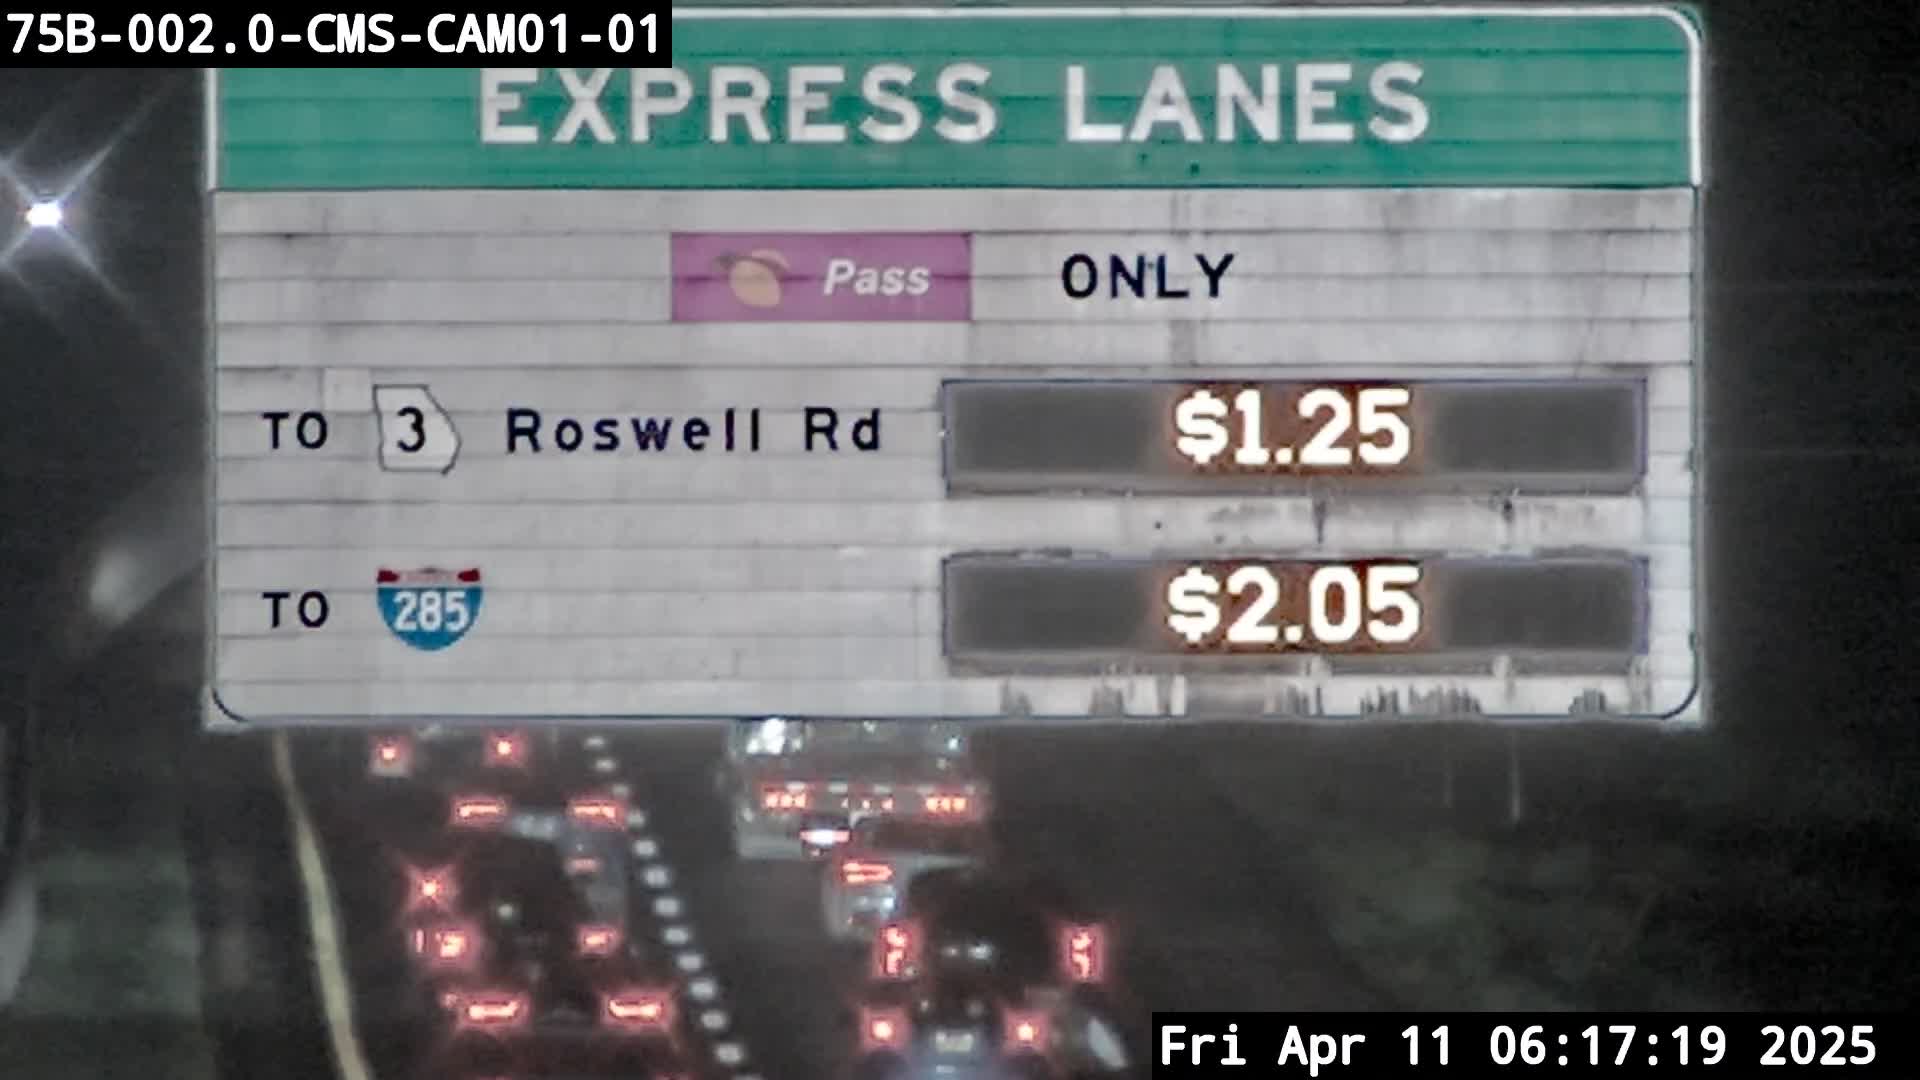 75B-002.0-CMS-CAM01-01
EXPRESS LANES
Pass ONLY
TO 3 Roswell Rd $1.25
TO 285 $2.05
Fri Apr 11 06:17:19 2025